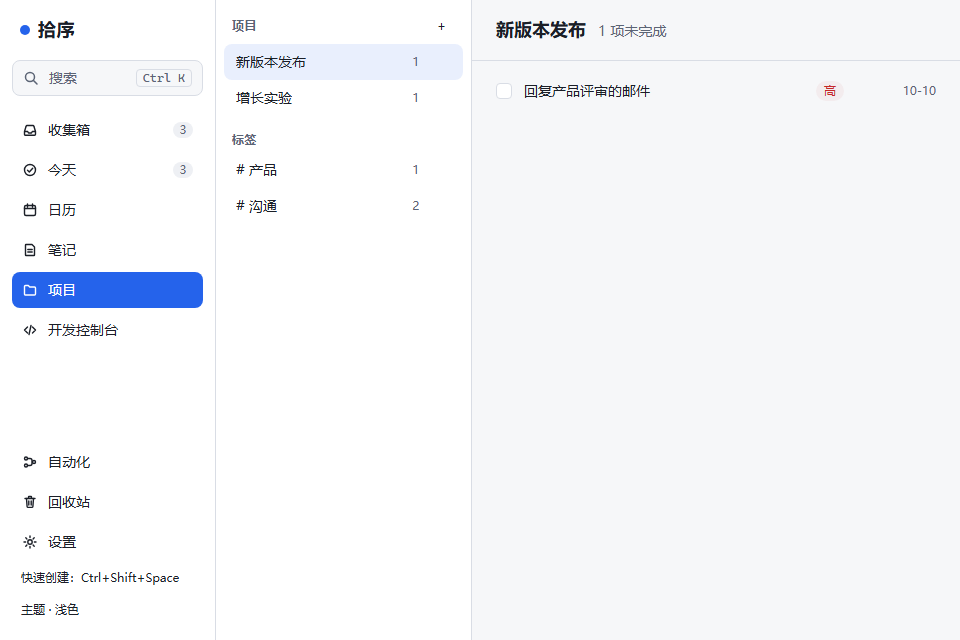 拾序
搜索 Ctrl K
收集箱 3
今天 3
日历
笔记
项目
开发控制台
自动化
回收站
设置
快速创建：Ctrl+Shift+Space
主题 · 浅色
项目 +
新版本发布 1
增长实验 1
标签
# 产品 1
# 沟通 2
新版本发布 1 项未完成
回复产品评审的邮件 高 10-10